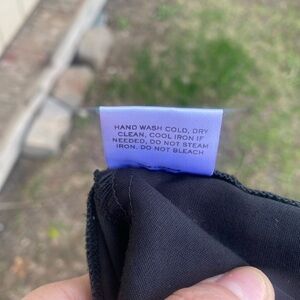 HAND WASH COLD, DRY
CLEAN, COOL IRON IF
NEEDED, DO NOT STEAM
IRON, DO NOT BLEACH